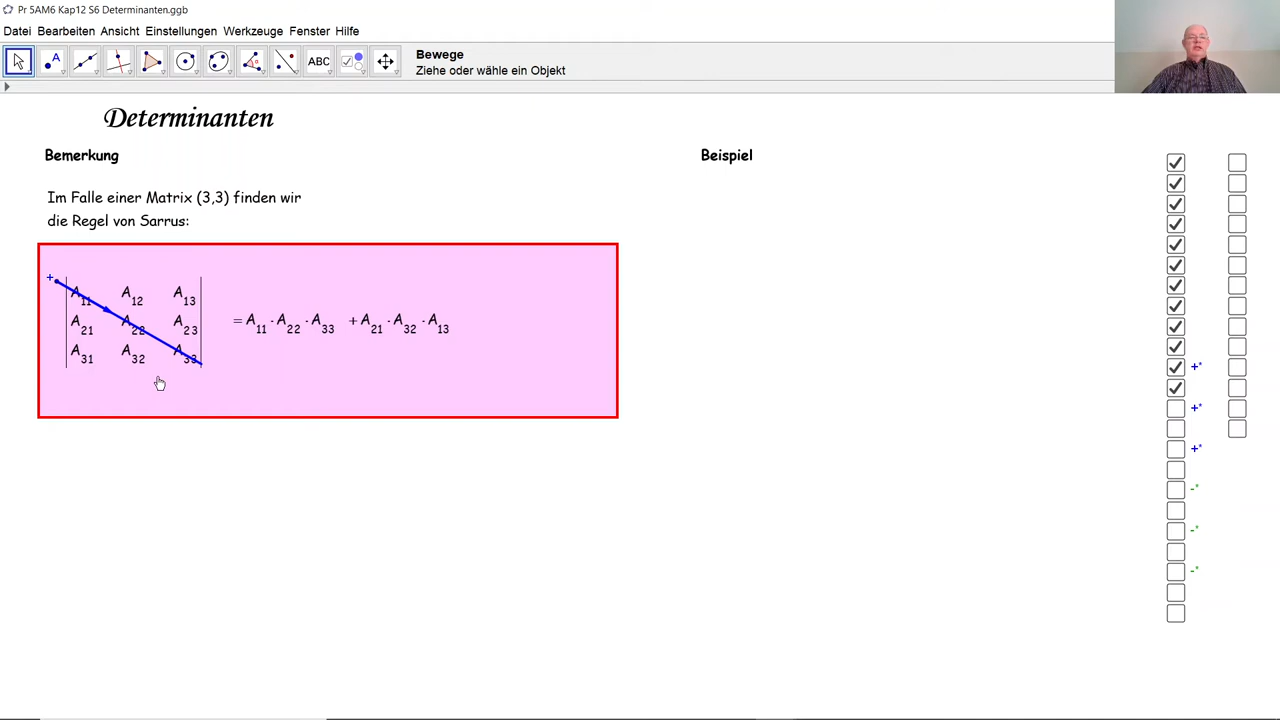 Pr 5AM6 Kap12 S6 Determinanten.ggb
Datei Bearbeiten Ansicht Einstellungen Werkzeuge Fenster Hilfe
A ABC Bewege
Ziehe oder wähle ein Objekt
Determinanten
Bemerkung Beispiel
Im Falle einer Matrix (3,3) finden wir
die Regel von Sarrus:
+
A11 A12 A13
A21 A22 A23 = A11 · A22 · A33 + A21 · A32 · A13
A31 A32 A33
+*
+*
+*
-*
-*
-*